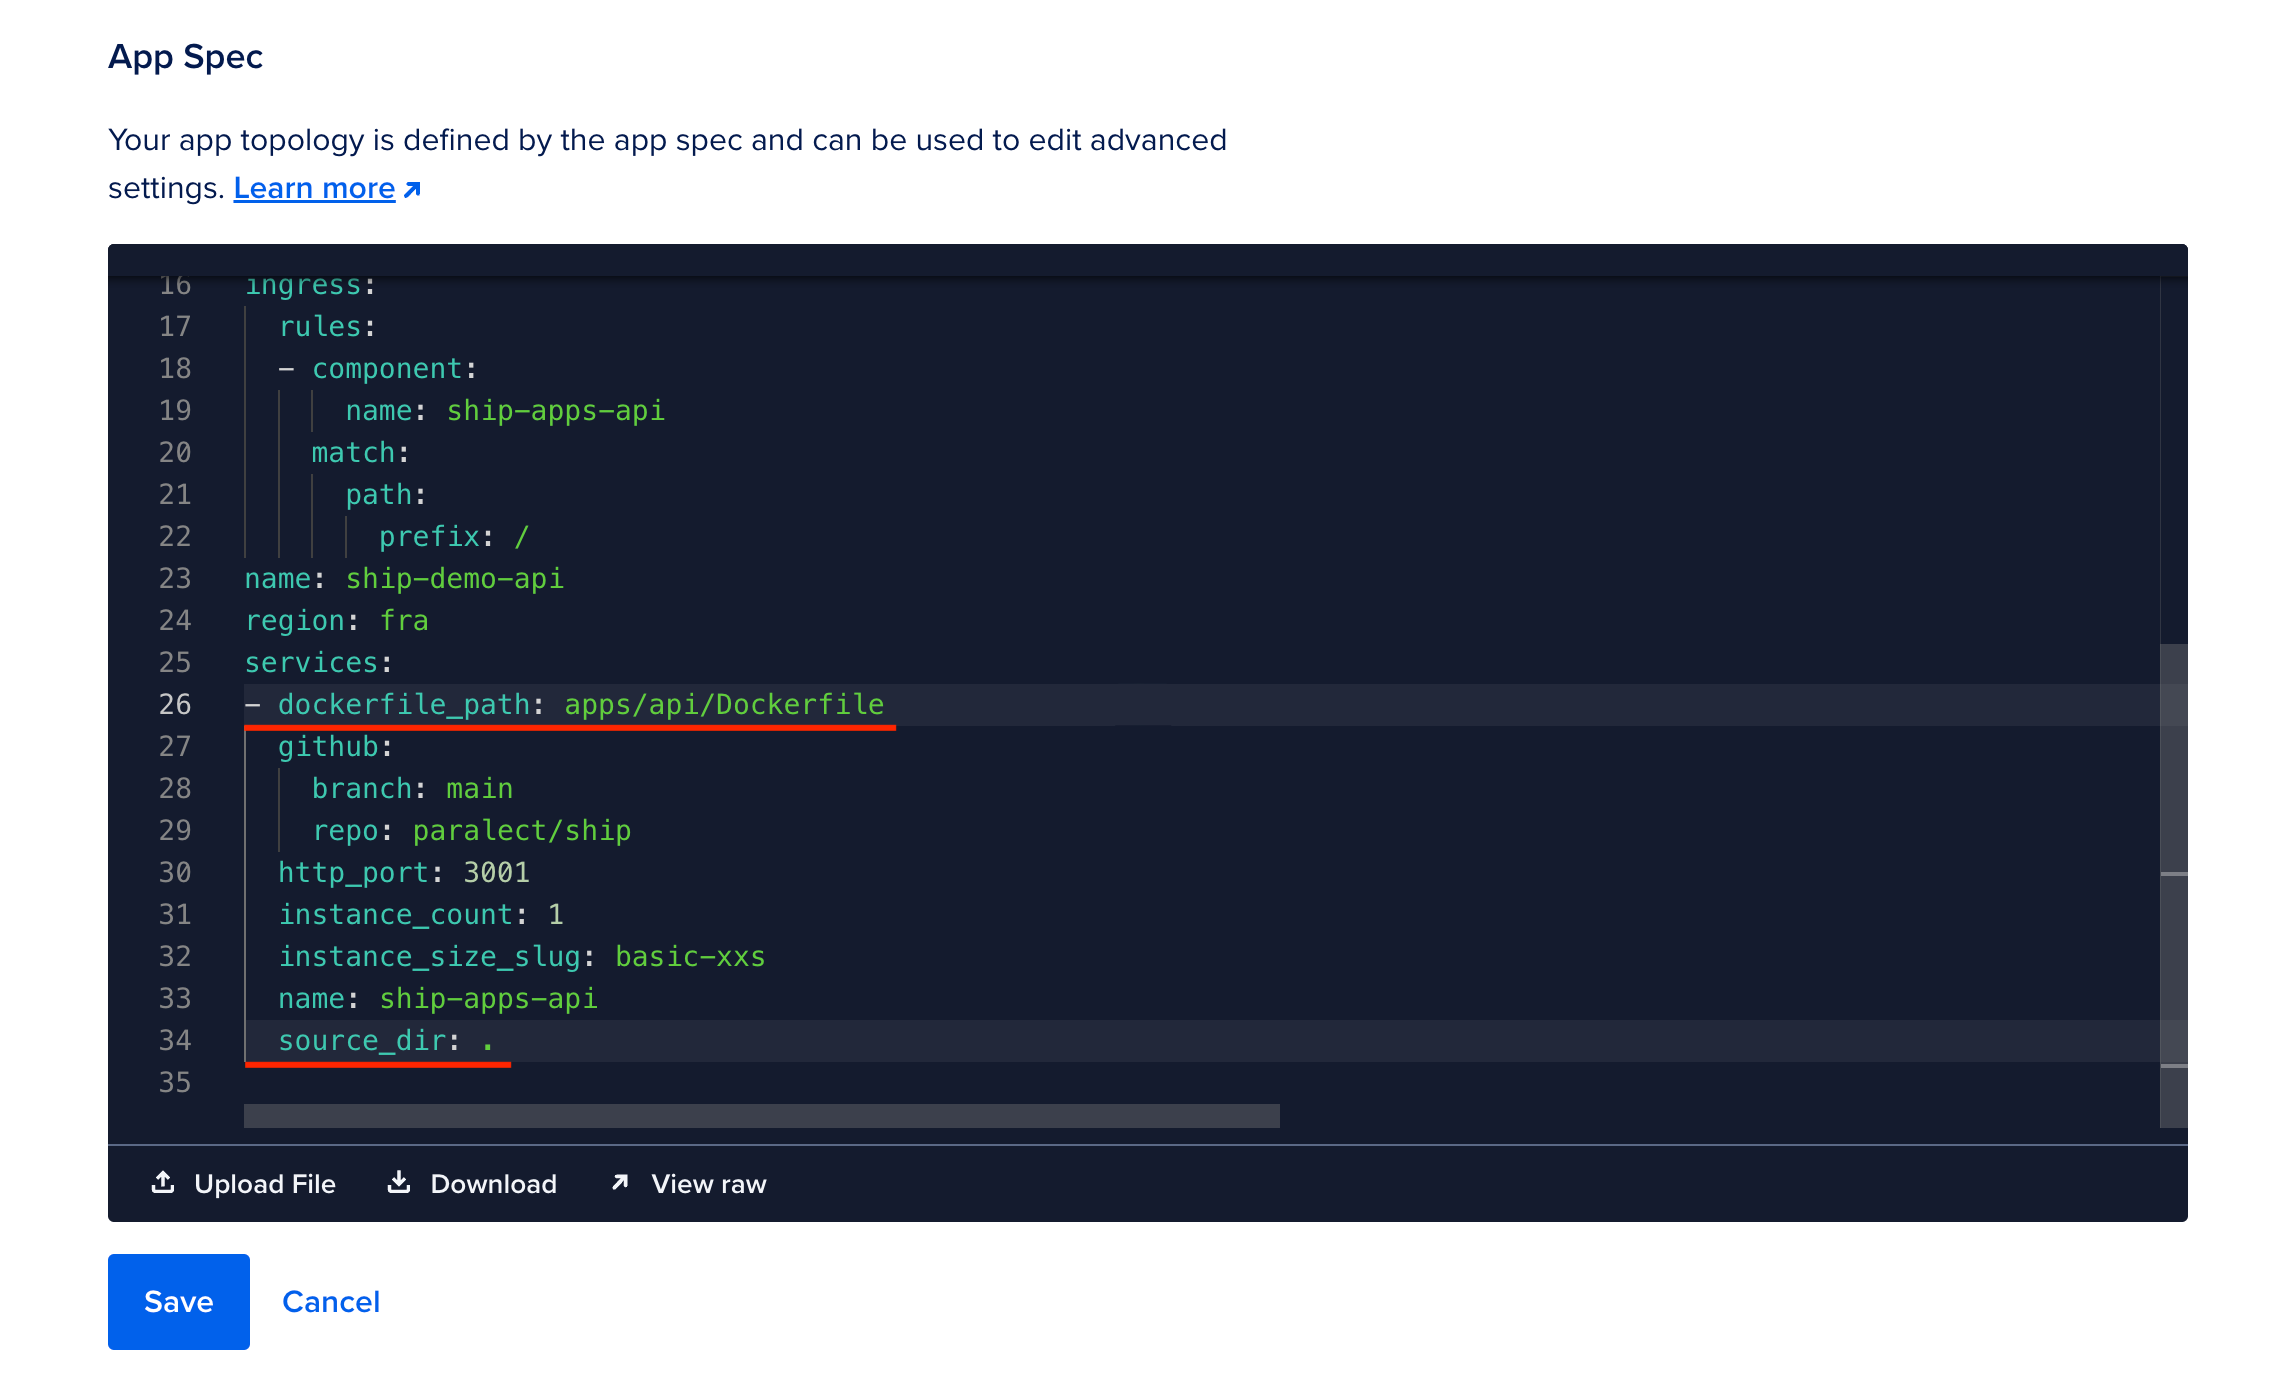 App Spec
Your app topology is defined by the app spec and can be used to edit advanced
settings. Learn more
16 ingress:
17   rules:
18   - component:
19       name: ship-apps-api
20     match:
21       path:
22         prefix: /
23 name: ship-demo-api
24 region: fra
25 services:
26 - dockerfile_path: apps/api/Dockerfile
27   github:
28     branch: main
29     repo: paralect/ship
30   http_port: 3001
31   instance_count: 1
32   instance_size_slug: basic-xxs
33   name: ship-apps-api
34   source_dir: .
35
Upload File Download View raw
Save Cancel